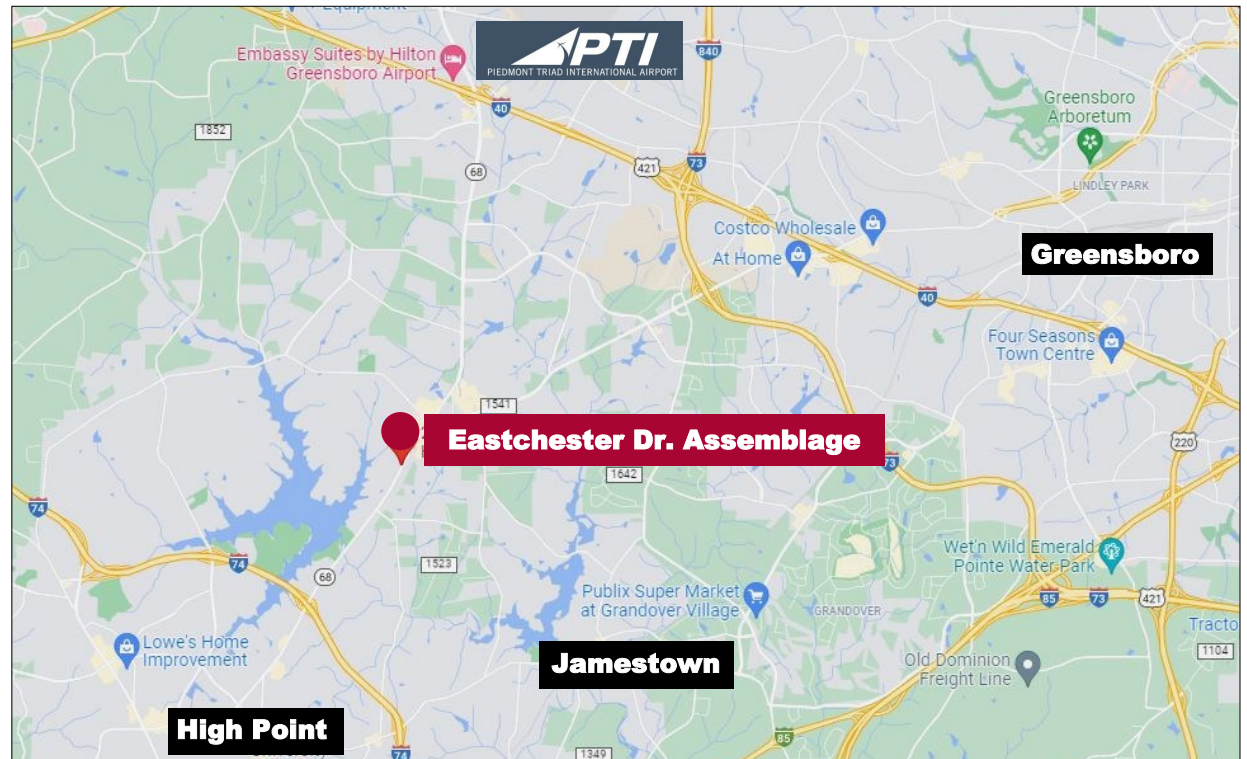 Equipment
PTI
PIEDMONT TRIAD INTERNATIONAL AIRPORT
840
Embassy Suites by Hilton
Greensboro Airport
40
Greensboro
Arboretum
1852
421
73
68
LINDLEY PARK
Costco Wholesale
At Home
Greensboro
40
Four Seasons
Town Centre
1541
Eastchester Dr. Assemblage
220
73
1642
74
Wet'n Wild Emerald
Pointe Water Park
74
1523
68
Publix Super Market
at Grandover Village
GRANDOVER
85
73
421
Tracto
1104
Lowe's Home
Improvement
Jamestown
Old Dominion
Freight Line
High Point
85
74
1349